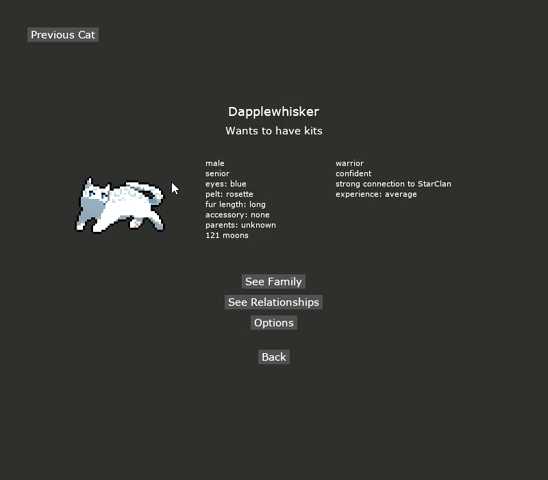 Previous Cat
Dapplewhisker
Wants to have kits
male
senior
eyes: blue
pelt: rosette
fur length: long
accessory: none
parents: unknown
121 moons
warrior
confident
strong connection to StarClan
experience: average
See Family
See Relationships
Options
Back